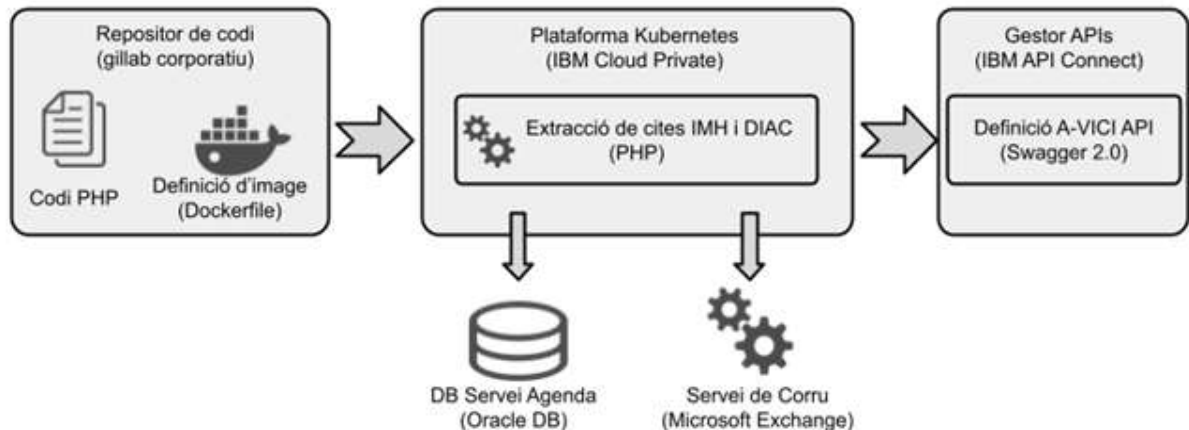 Repositor de codi
(gillab corporatiu)
Codi PHP
Definició d'image
(Dockerfile)
Plataforma Kubernetes
(IBM Cloud Private)
Extracció de cites IMH i DIAC
(PHP)
Gestor APIs
(IBM API Connect)
Definició A-VICI API
(Swagger 2.0)
DB Servei Agenda
(Oracle DB)
Servei de Corru
(Microsoft Exchange)